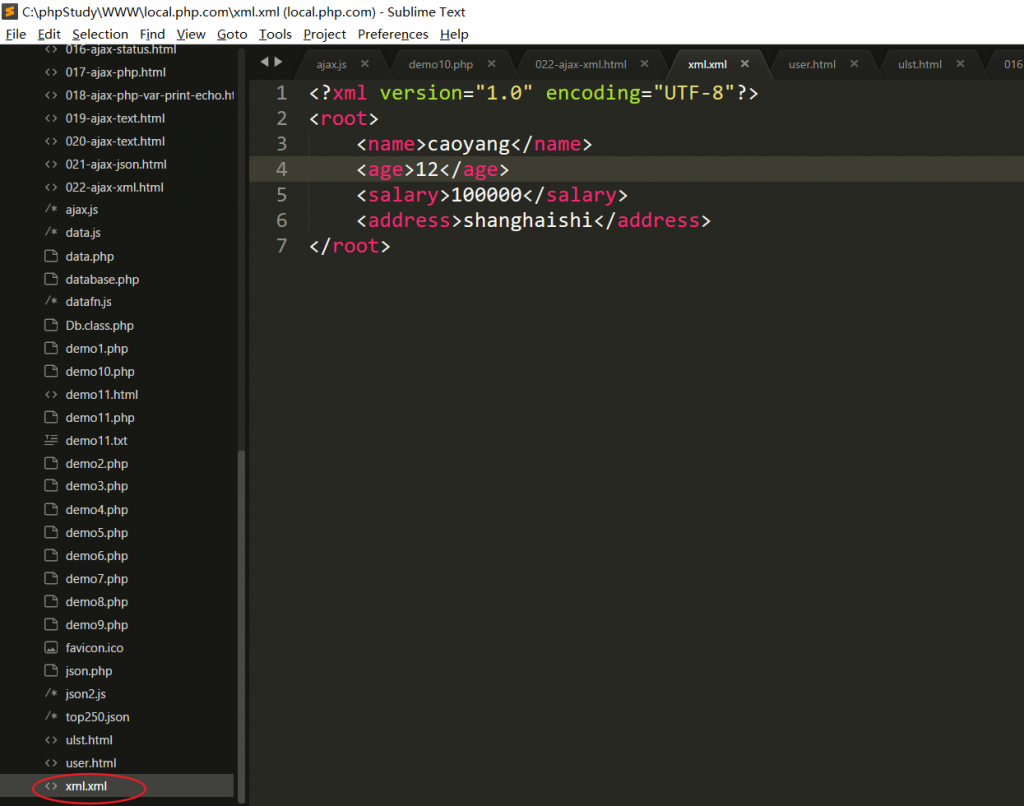 C:\phpStudy\WWW\local.php.com\xml.xml (local.php.com) - Sublime Text
File Edit Selection Find View Goto Tools Project Preferences Help
016-ajax-status.html
017-ajax-php.html
018-ajax-php-var-print-echo.ht
019-ajax-text.html
020-ajax-text.html
021-ajax-json.html
022-ajax-xml.html
ajax.js
data.js
data.php
database.php
datafn.js
Db.class.php
demo1.php
demo10.php
demo11.html
demo11.php
demo11.txt
demo2.php
demo3.php
demo4.php
demo5.php
demo6.php
demo7.php
demo8.php
demo9.php
favicon.ico
json.php
json2.js
top250.json
ulst.html
user.html
xml.xml
ajax.js demo10.php 022-ajax-xml.html xml.xml user.html ulst.html 016
1 <?xml version="1.0" encoding="UTF-8"?>
2 <root>
3 <name>caoyang</name>
4 <age>12</age>
5 <salary>100000</salary>
6 <address>shanghaishi</address>
7 </root>